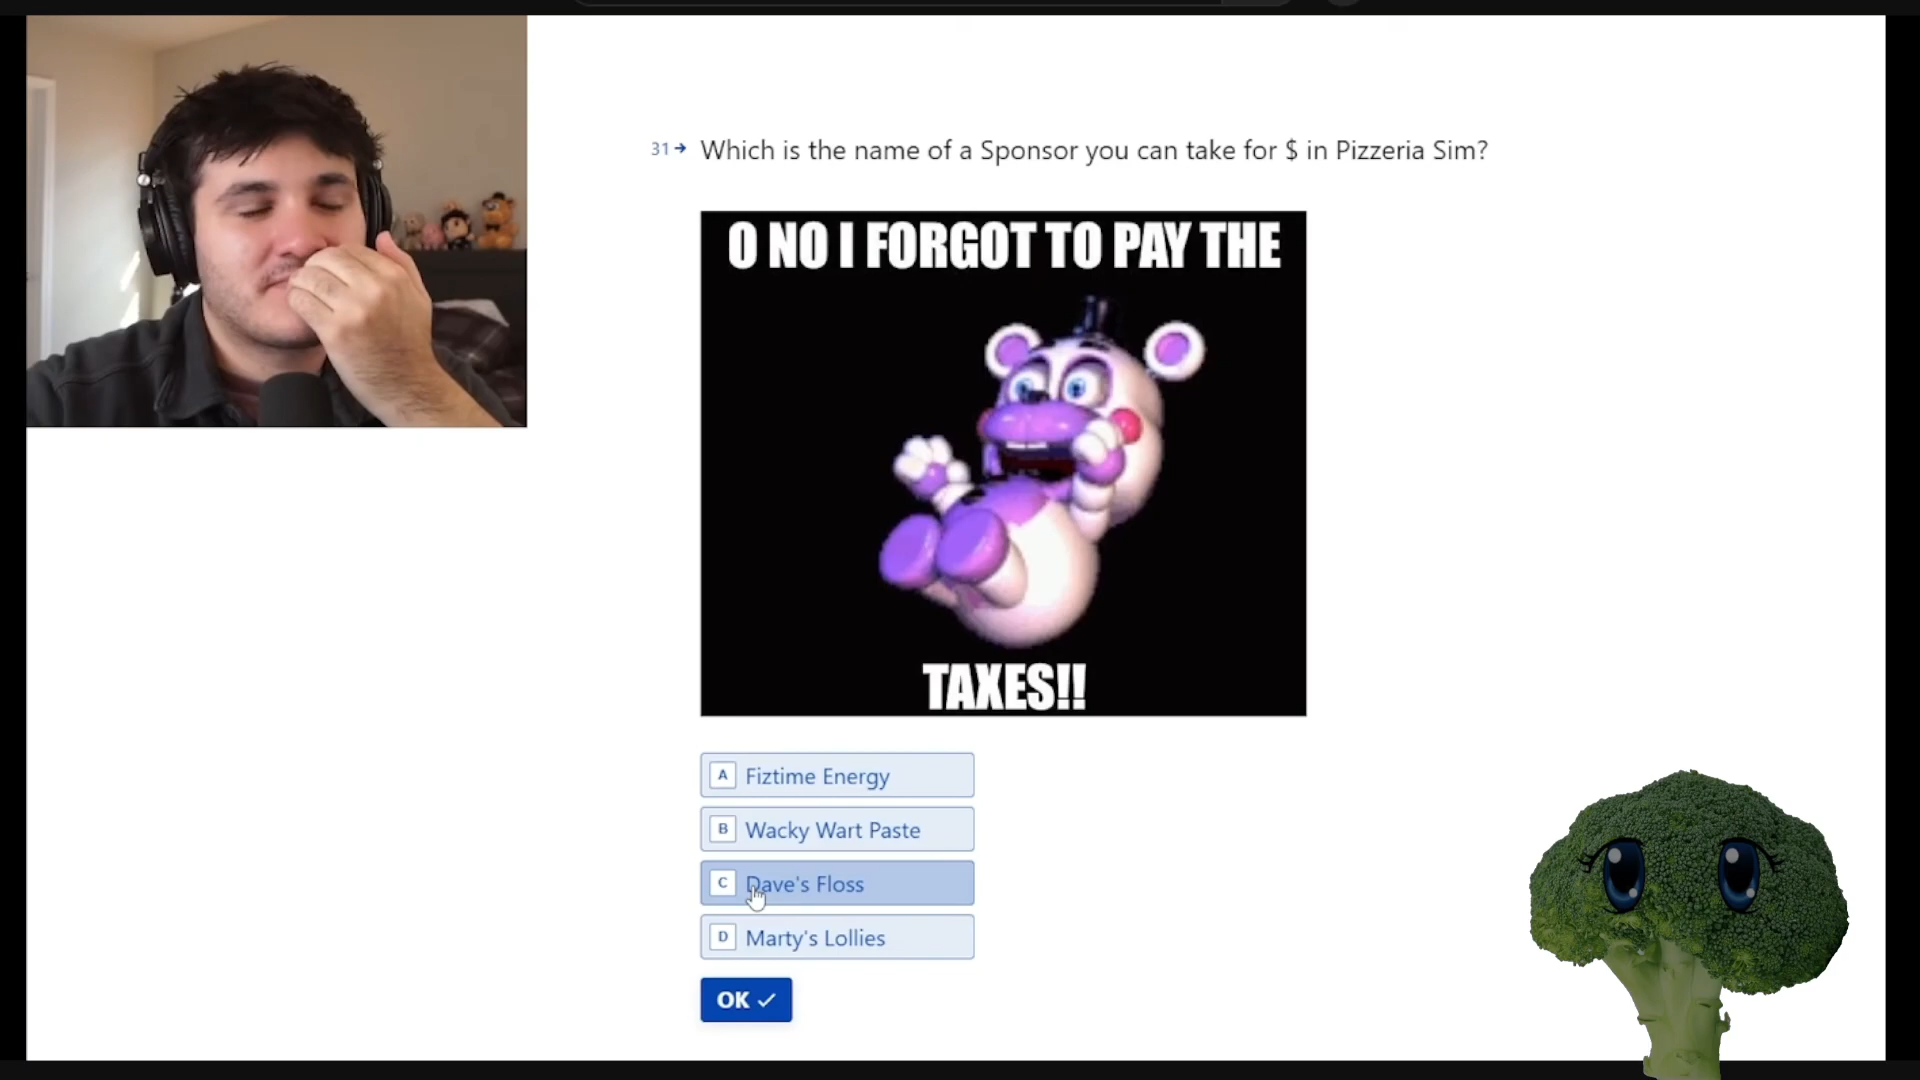 31 Which is the name of a Sponsor you can take for $ in Pizzeria Sim?
O NO I FORGOT TO PAY THE
TAXES!!
A Fiztime Energy
B Wacky Wart Paste
C Dave's Floss
D Marty's Lollies
OK